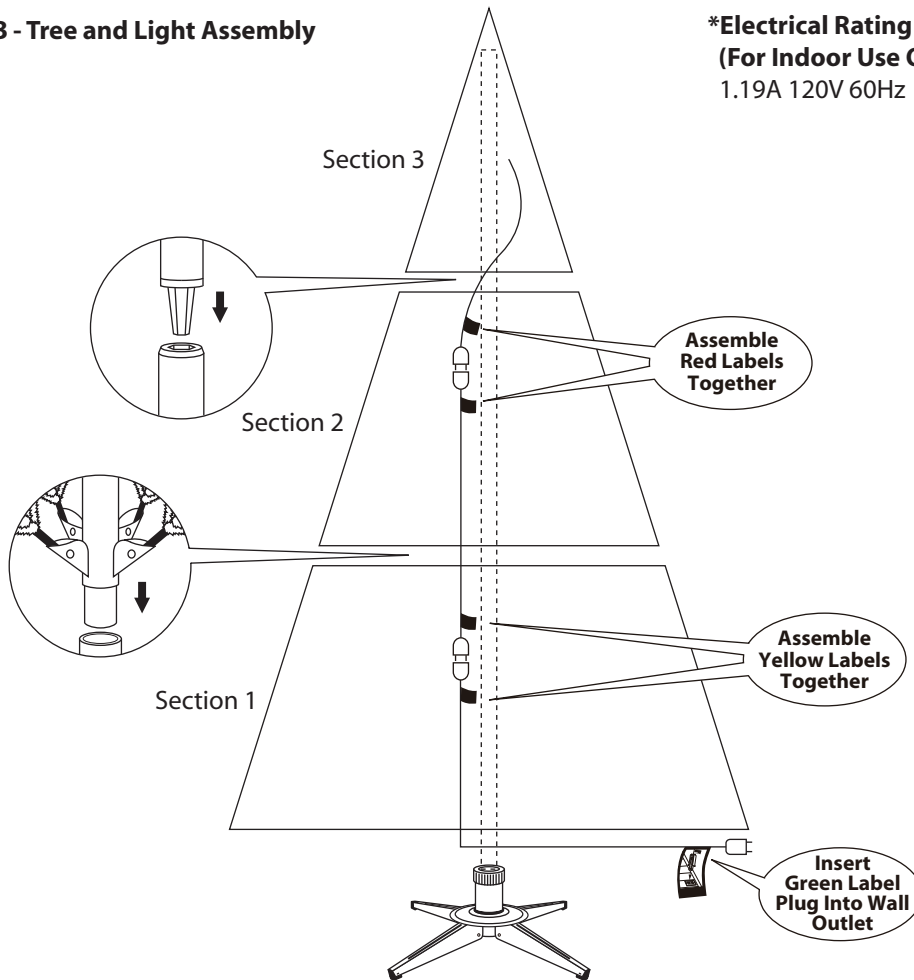 3 - Tree and Light Assembly
*Electrical Rating
(For Indoor Use
1.19A 120V 60Hz
Section 3
Assemble
Red Labels
Together
Section 2
Assemble
Yellow Labels
Together
Section 1
Insert
Green Label
Plug Into Wall
Outlet